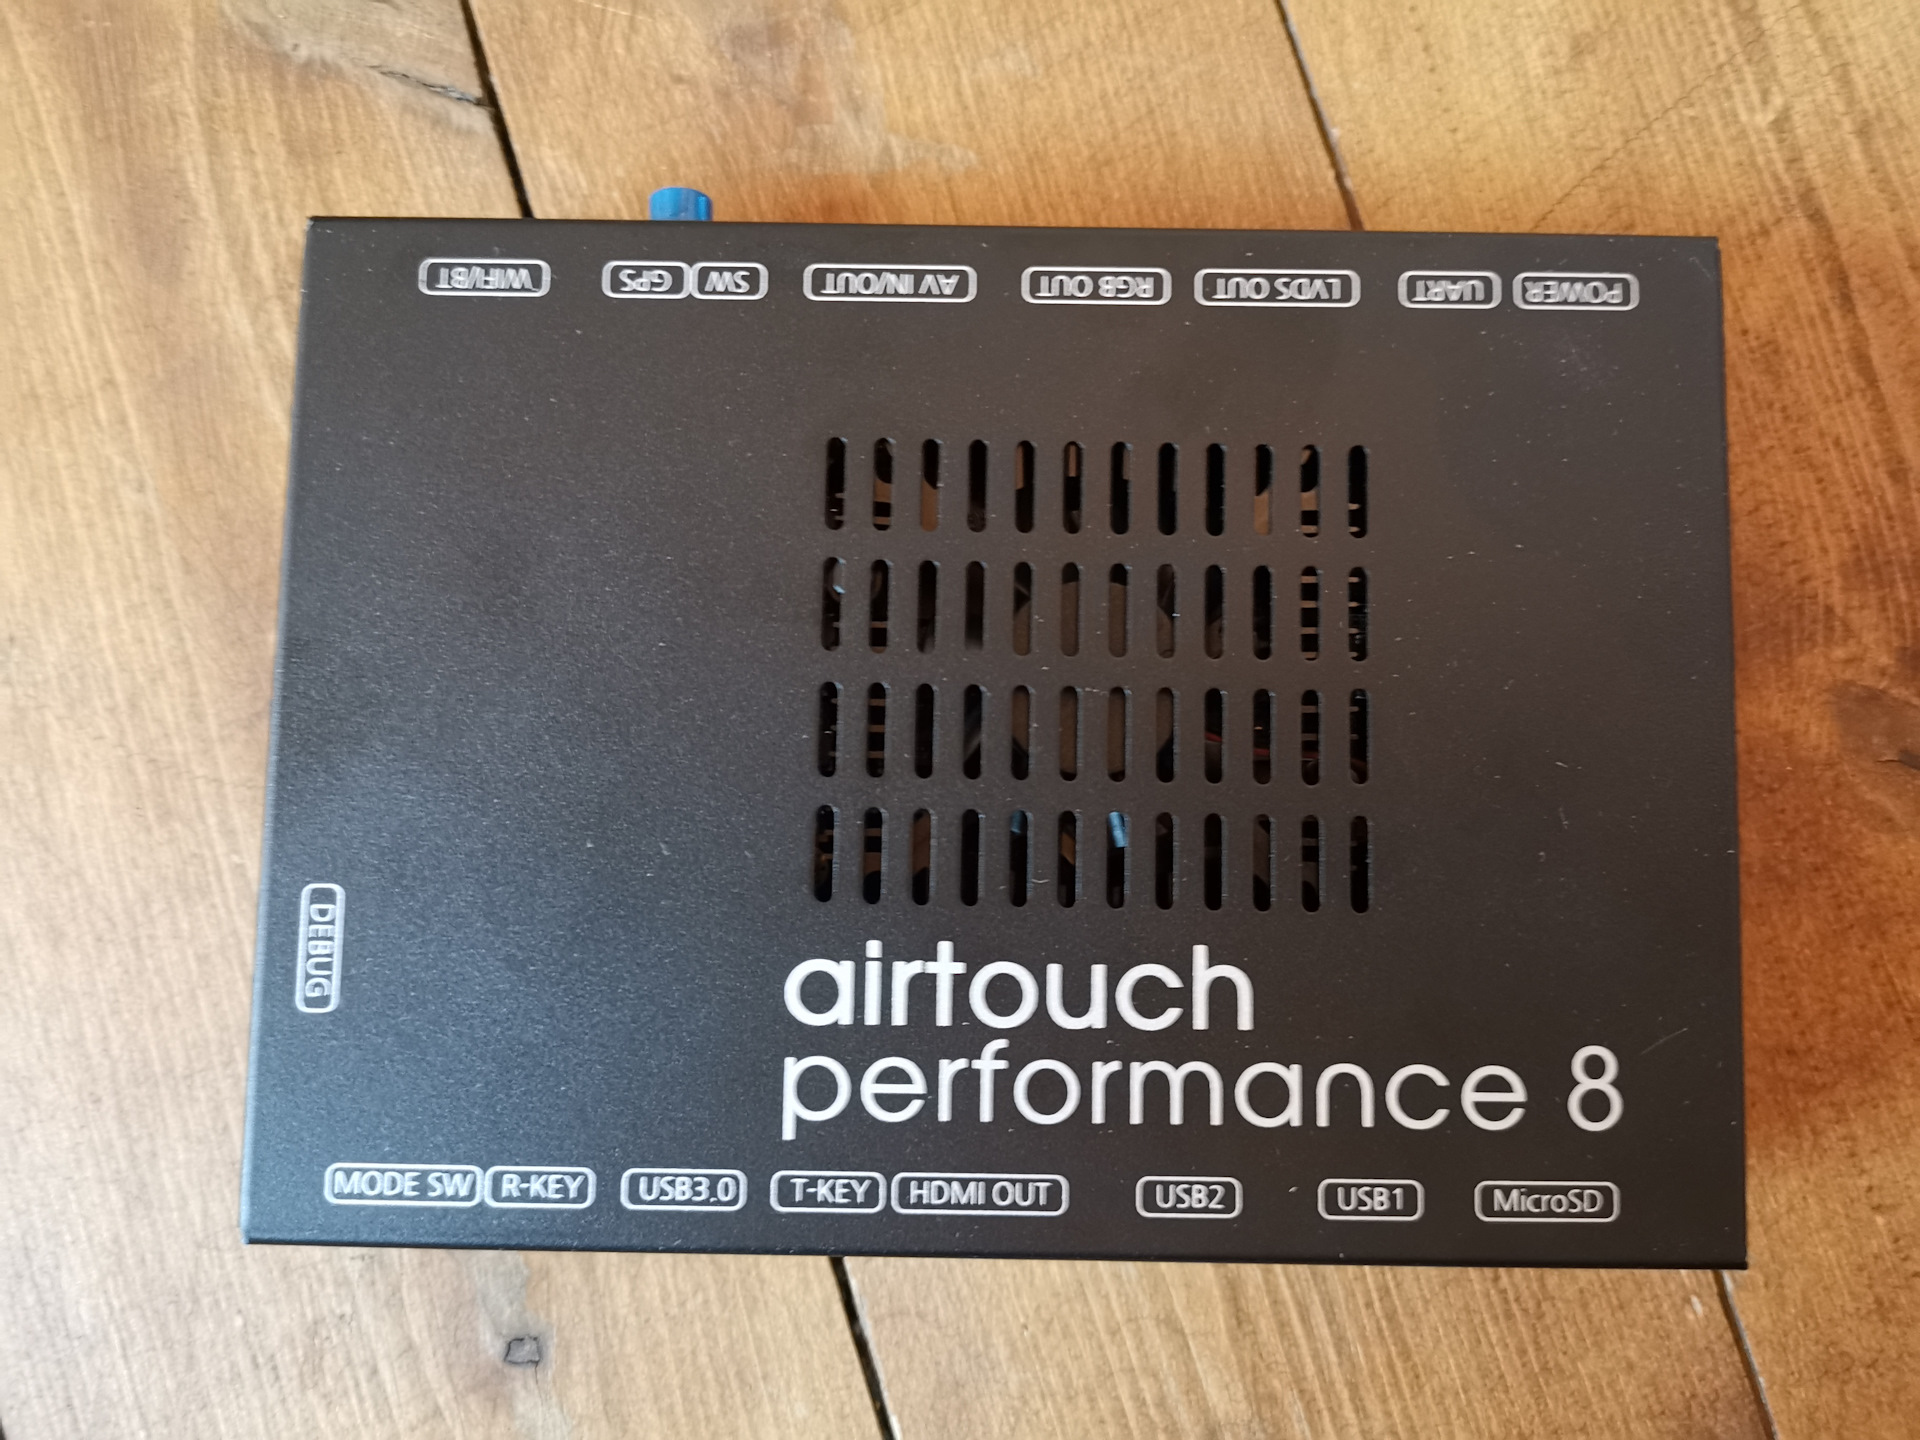 WIFI/BT
GPS
SW
AV IN/OUT
RGB OUT
LVDS OUT
UART
POWER
DEBUG
airtouch
performance 8
MODE SW
R-KEY
USB3.0
T-KEY
HDMI OUT
USB2
USB1
MicroSD